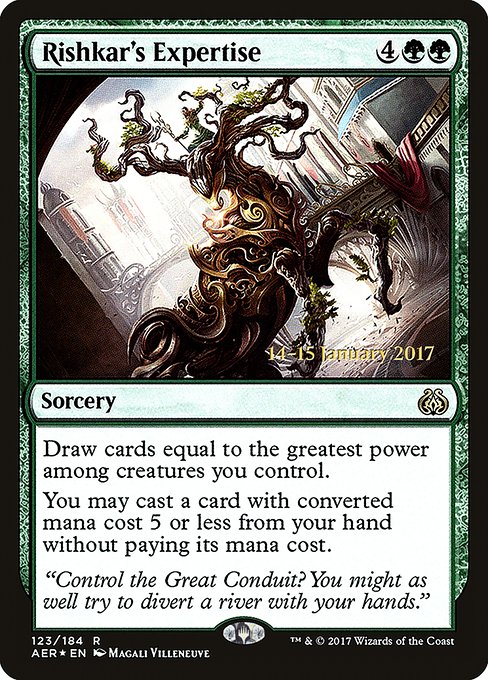 Rishkar's Expertise 4
14–15 January 2017
Sorcery
Draw cards equal to the greatest power
among creatures you control.
You may cast a card with converted
mana cost 5 or less from your hand
without paying its mana cost.
“Control the Great Conduit? You might as
well try to divert a river with your hands.”
123/184 R
AER ★ EN Magali Villeneuve
™ & © 2017 Wizards of the Coast